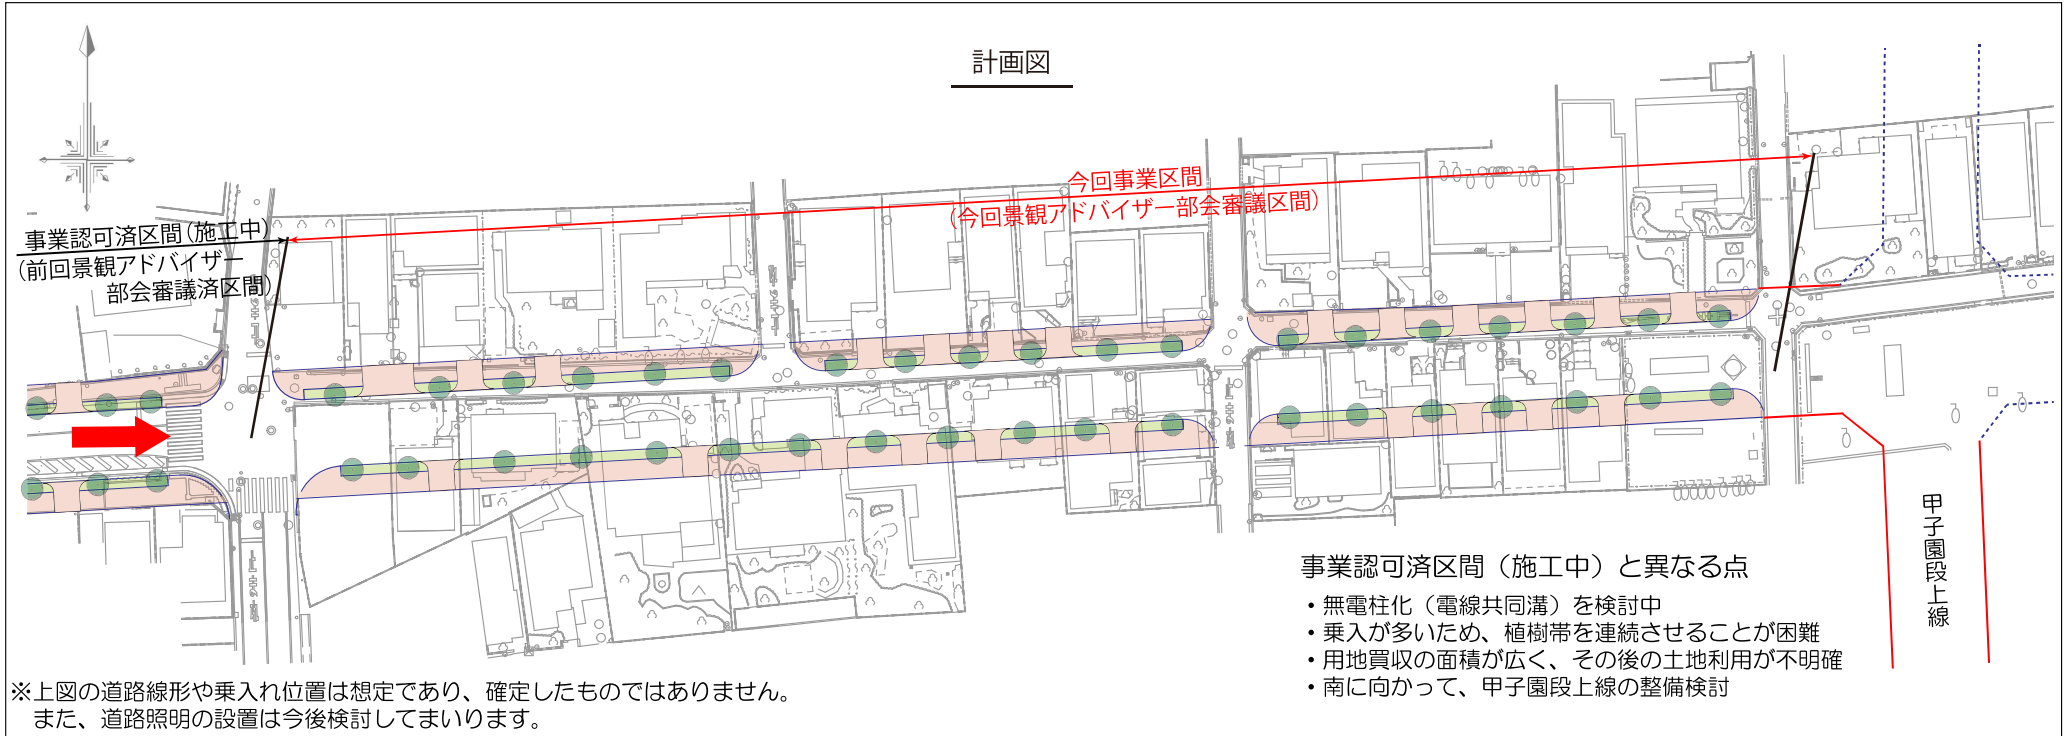 計画図
今回事業区間
(今回景観アドバイザー部会審議区間)
事業認可済区間(施工中)
(前回景観アドバイザー
部会審議済区間)
甲子園段上線
事業認可済区間（施工中）と異なる点
・無電柱化（電線共同溝）を検討中
・乗入が多いため、植樹帯を連続させることが困難
・用地買収の面積が広く、その後の土地利用が不明確
・南に向かって、甲子園段上線の整備検討
※上図の道路線形や乗入れ位置は想定であり、確定したものではありません。
また、道路照明の設置は今後検討してまいります。